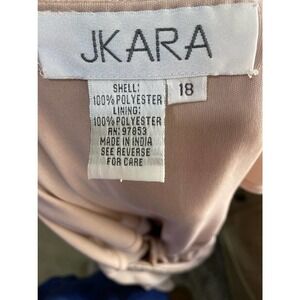 JKARA
SHELL:
100% POLYESTER
LINING:
100% POLYESTER
RN: 97853
MADE IN INDIA
SEE REVERSE
FOR CARE
18